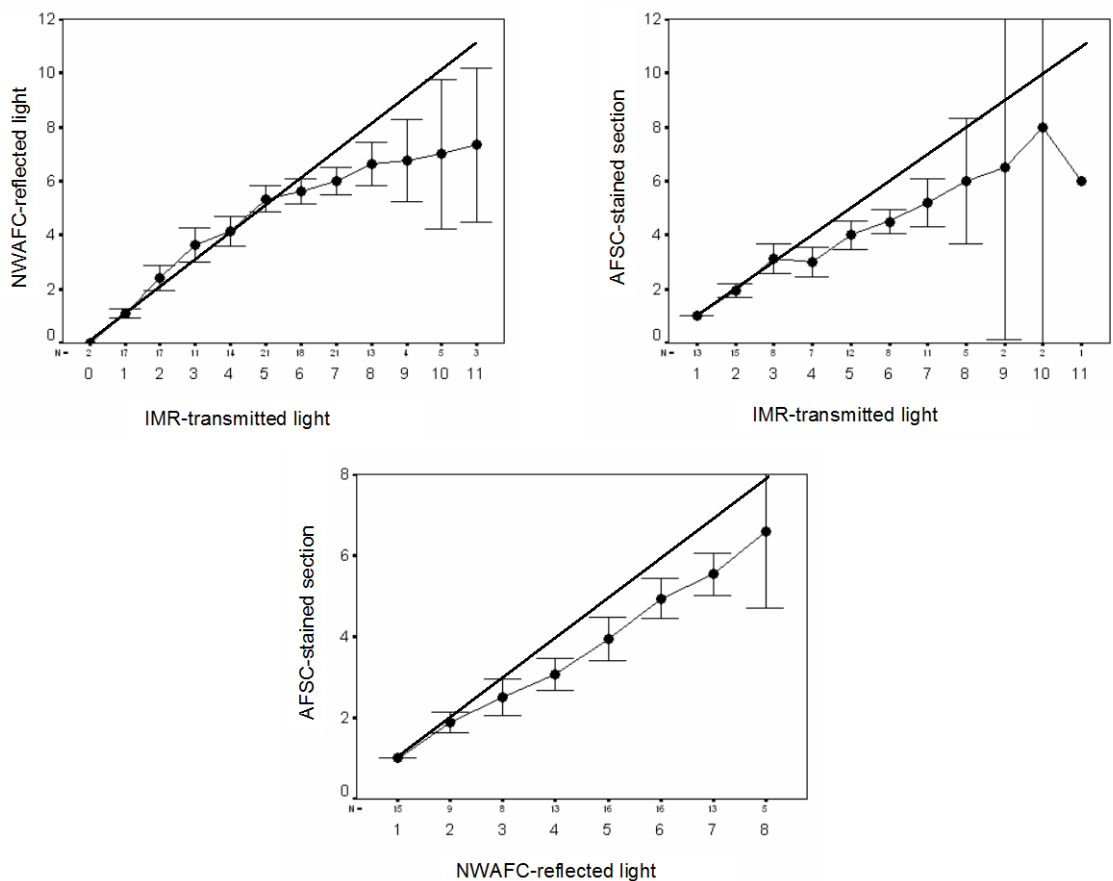 12
10
8
6
4
2
0
NWAFC-reflected light
N = 2 17 17 11 14 21 18 21 13 4 5 3
0 1 2 3 4 5 6 7 8 9 10 11
IMR-transmitted light
12
10
8
6
4
2
0
AFSC-stained section
N = 13 15 8 7 12 8 11 5 2 2 1
1 2 3 4 5 6 7 8 9 10 11
IMR-transmitted light
8
6
4
2
0
AFSC-stained section
N = 15 9 8 13 16 16 13 5
1 2 3 4 5 6 7 8
NWAFC-reflected light